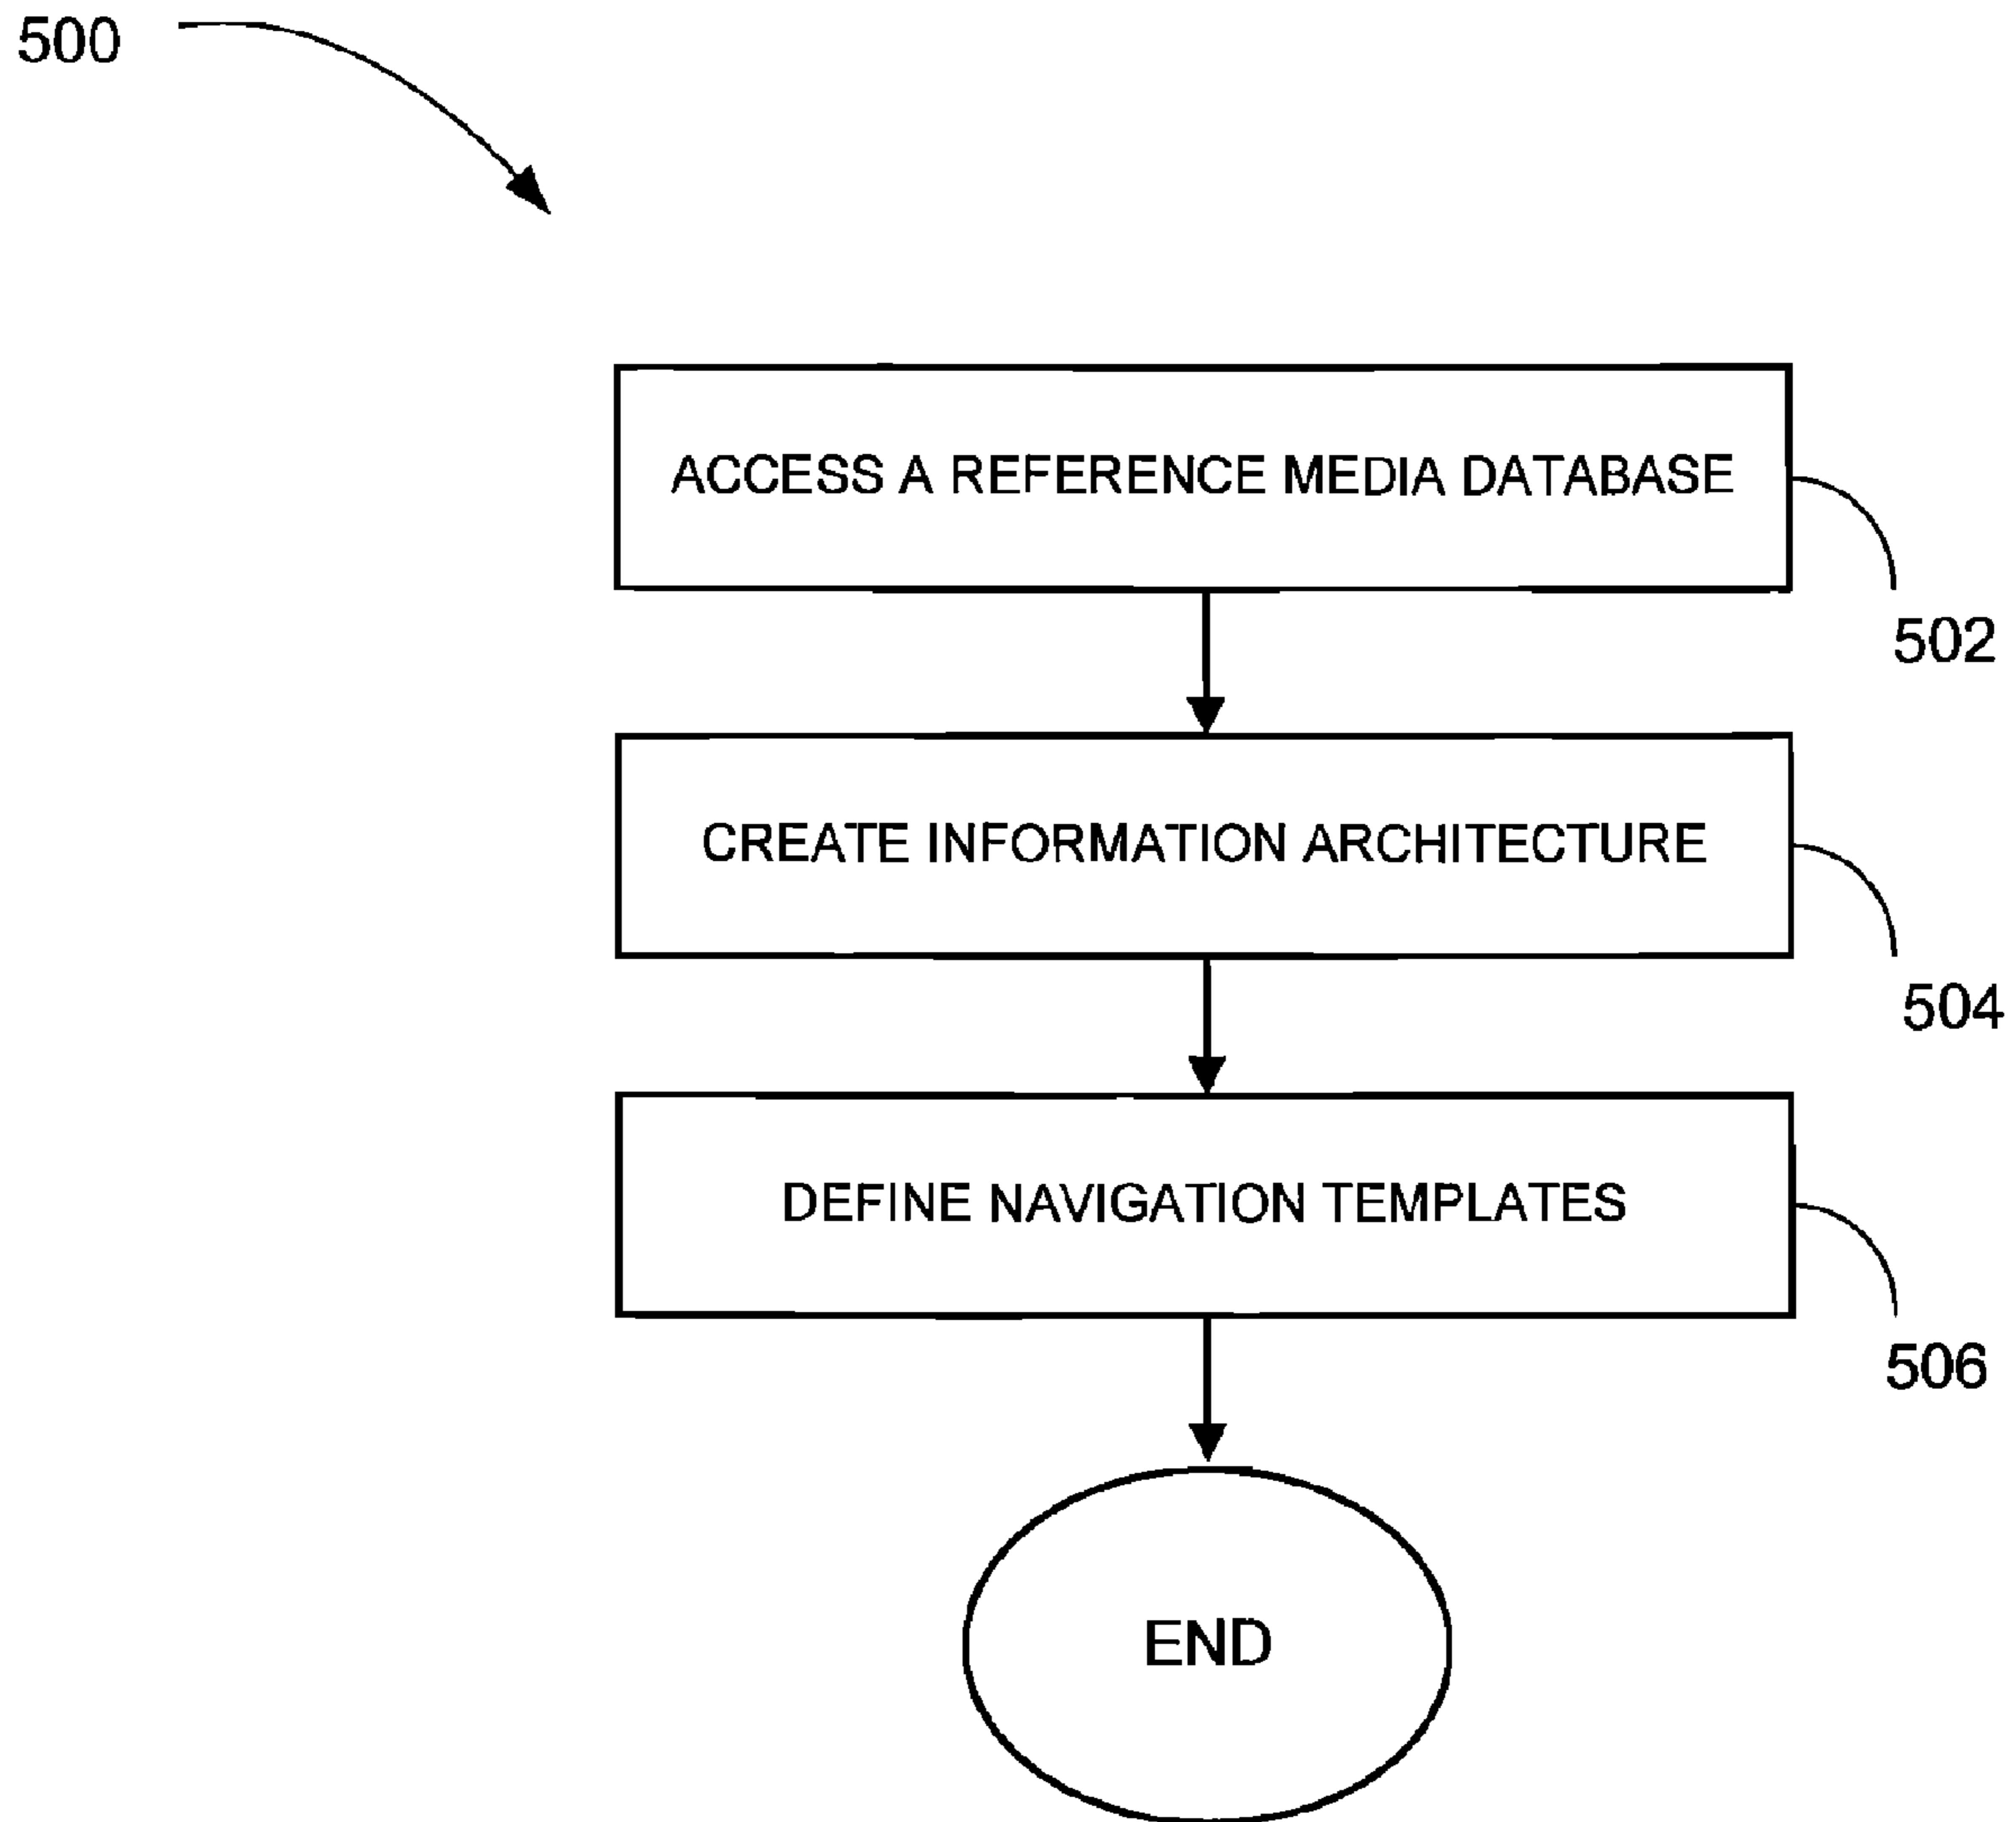 500
ACCESS A REFERENCE MEDIA DATABASE
502
CREATE INFORMATION ARCHITECTURE
504
DEFINE NAVIGATION TEMPLATES
506
END